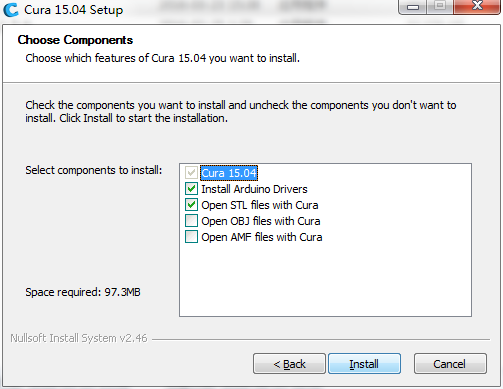 Cura 15.04 Setup
Choose Components
Choose which features of Cura 15.04 you want to install.
Check the components you want to install and uncheck the components you don't want to
install. Click Install to start the installation.
Select components to install:
Cura 15.04
Install Arduino Drivers
Open STL files with Cura
Open OBJ files with Cura
Open AMF files with Cura
Space required: 97.3MB
Nullsoft Install System v2.46
< Back
Install
Cancel